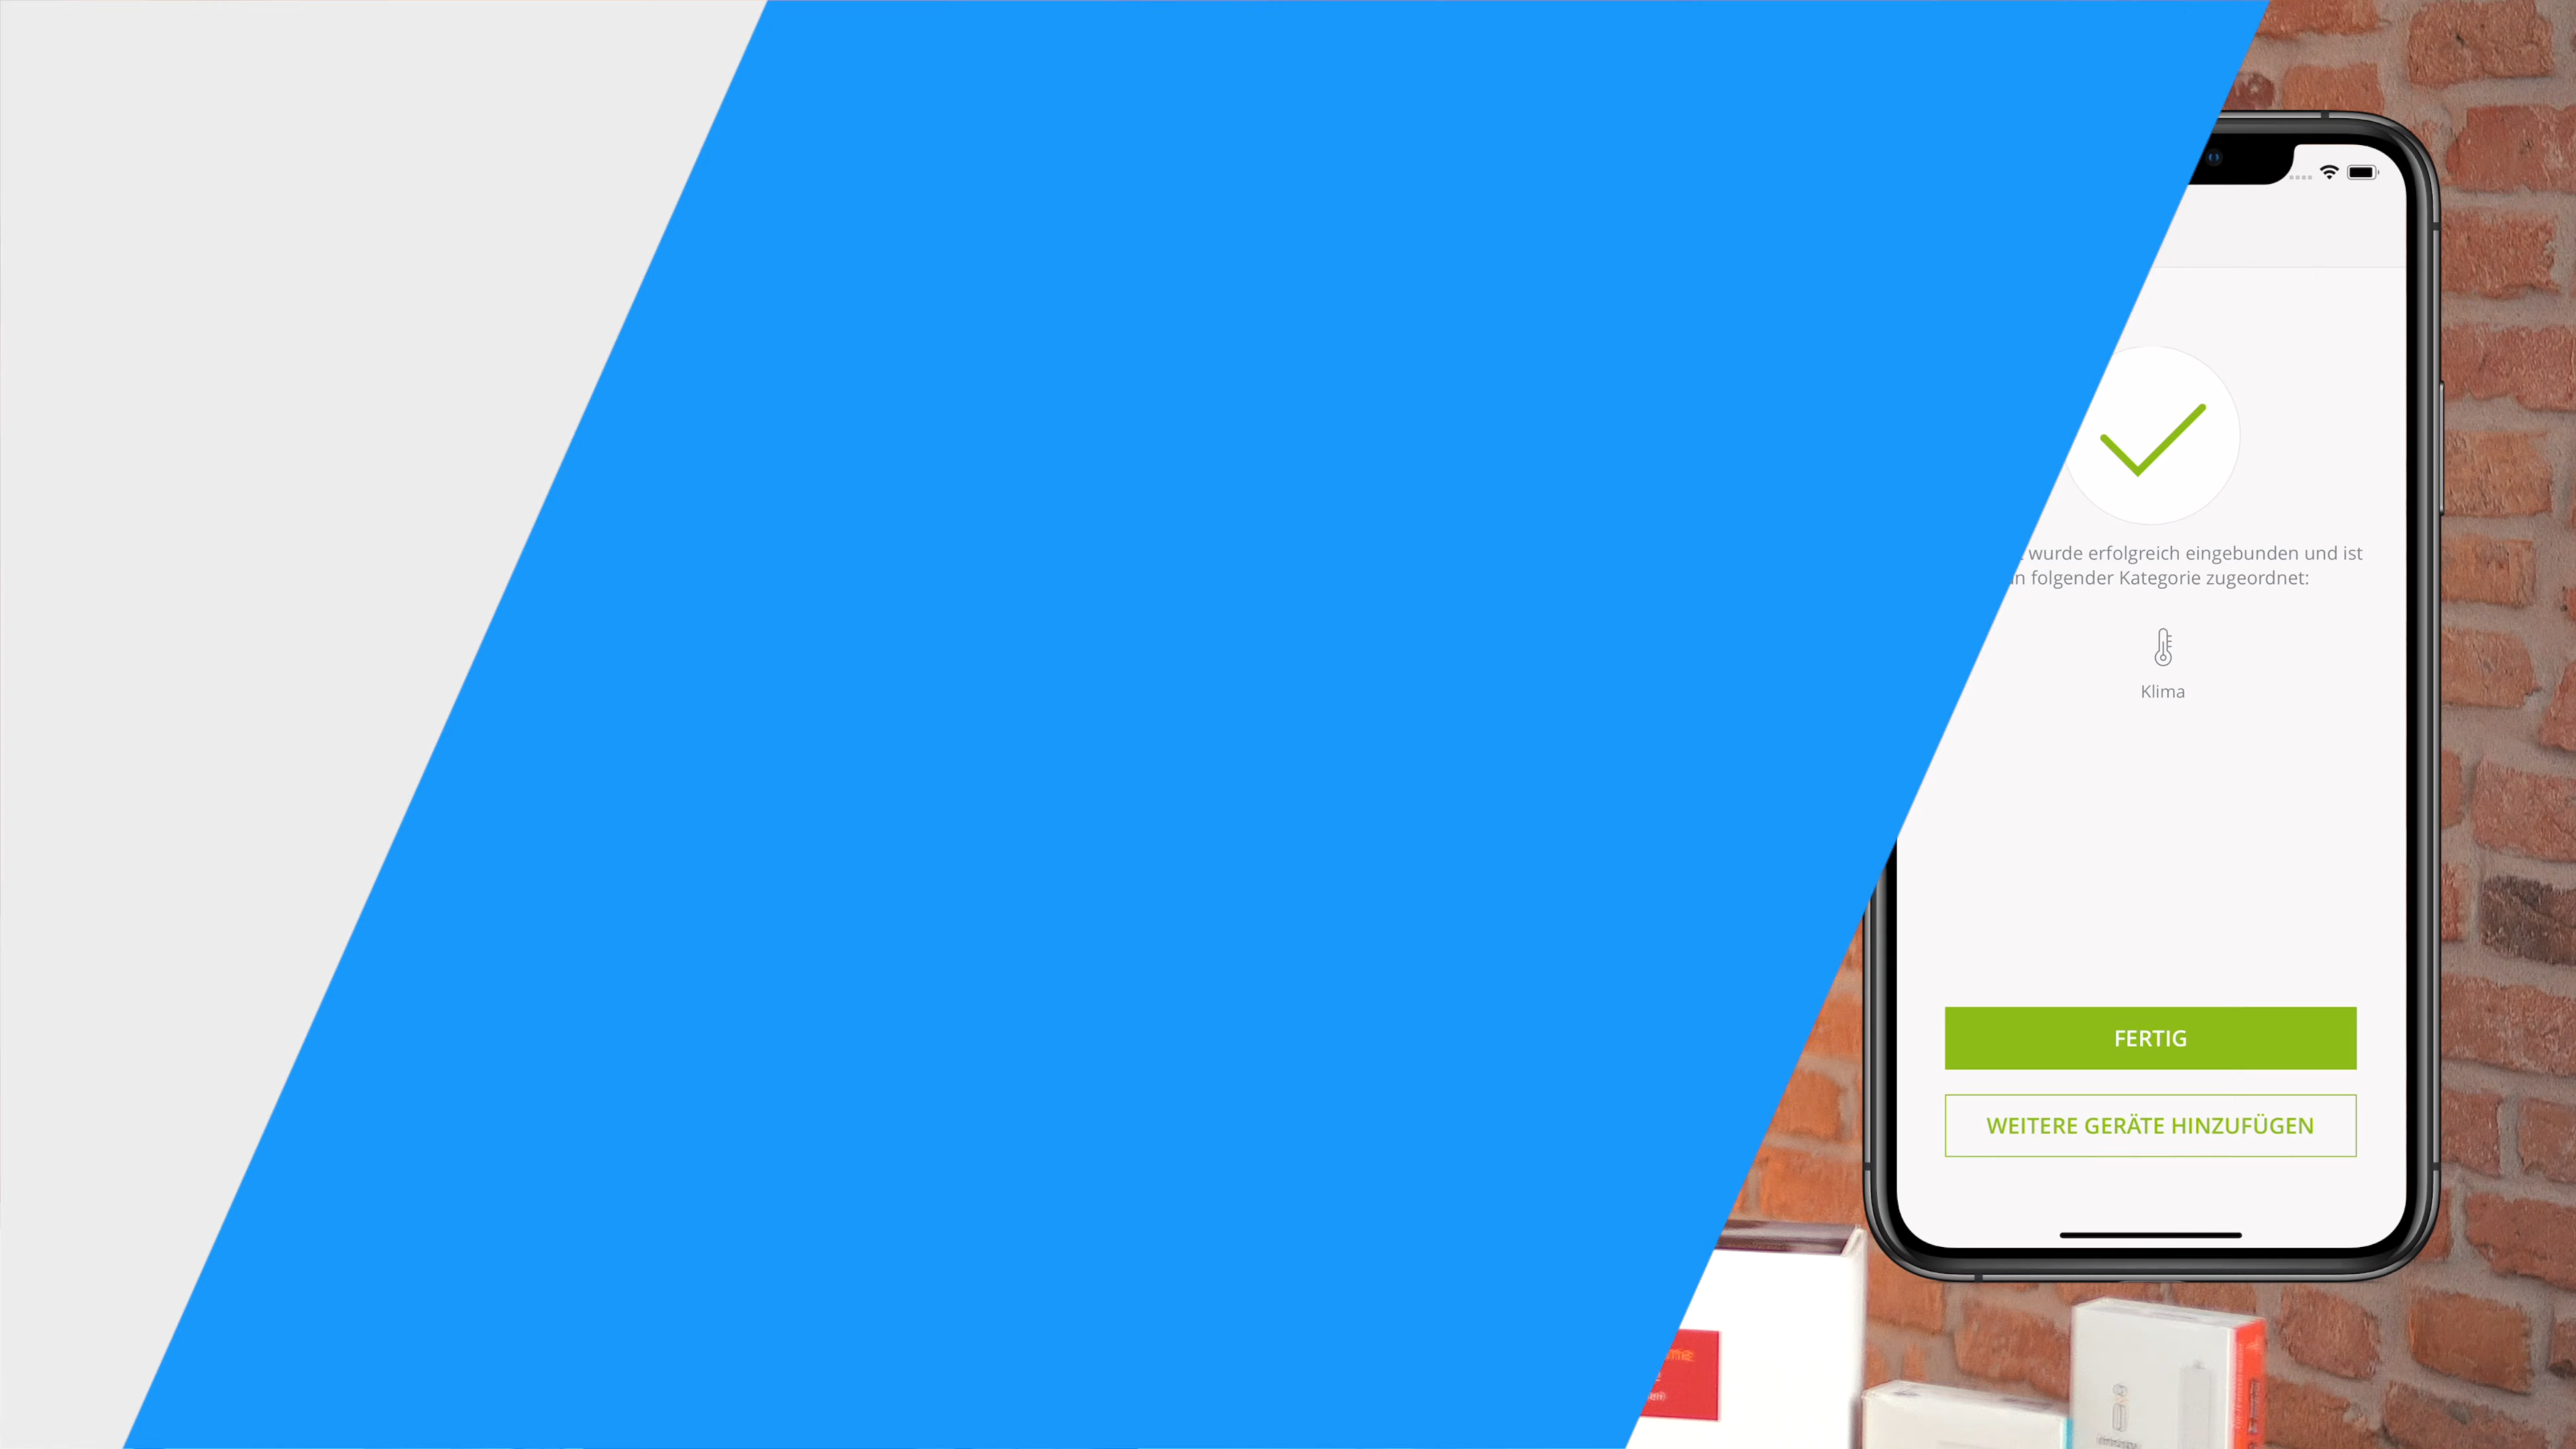 wurde erfolgreich eingebunden und ist
folgender Kategorie zugeordnet:
Klima
FERTIG
WEITERE GERÄTE HINZUFÜGEN